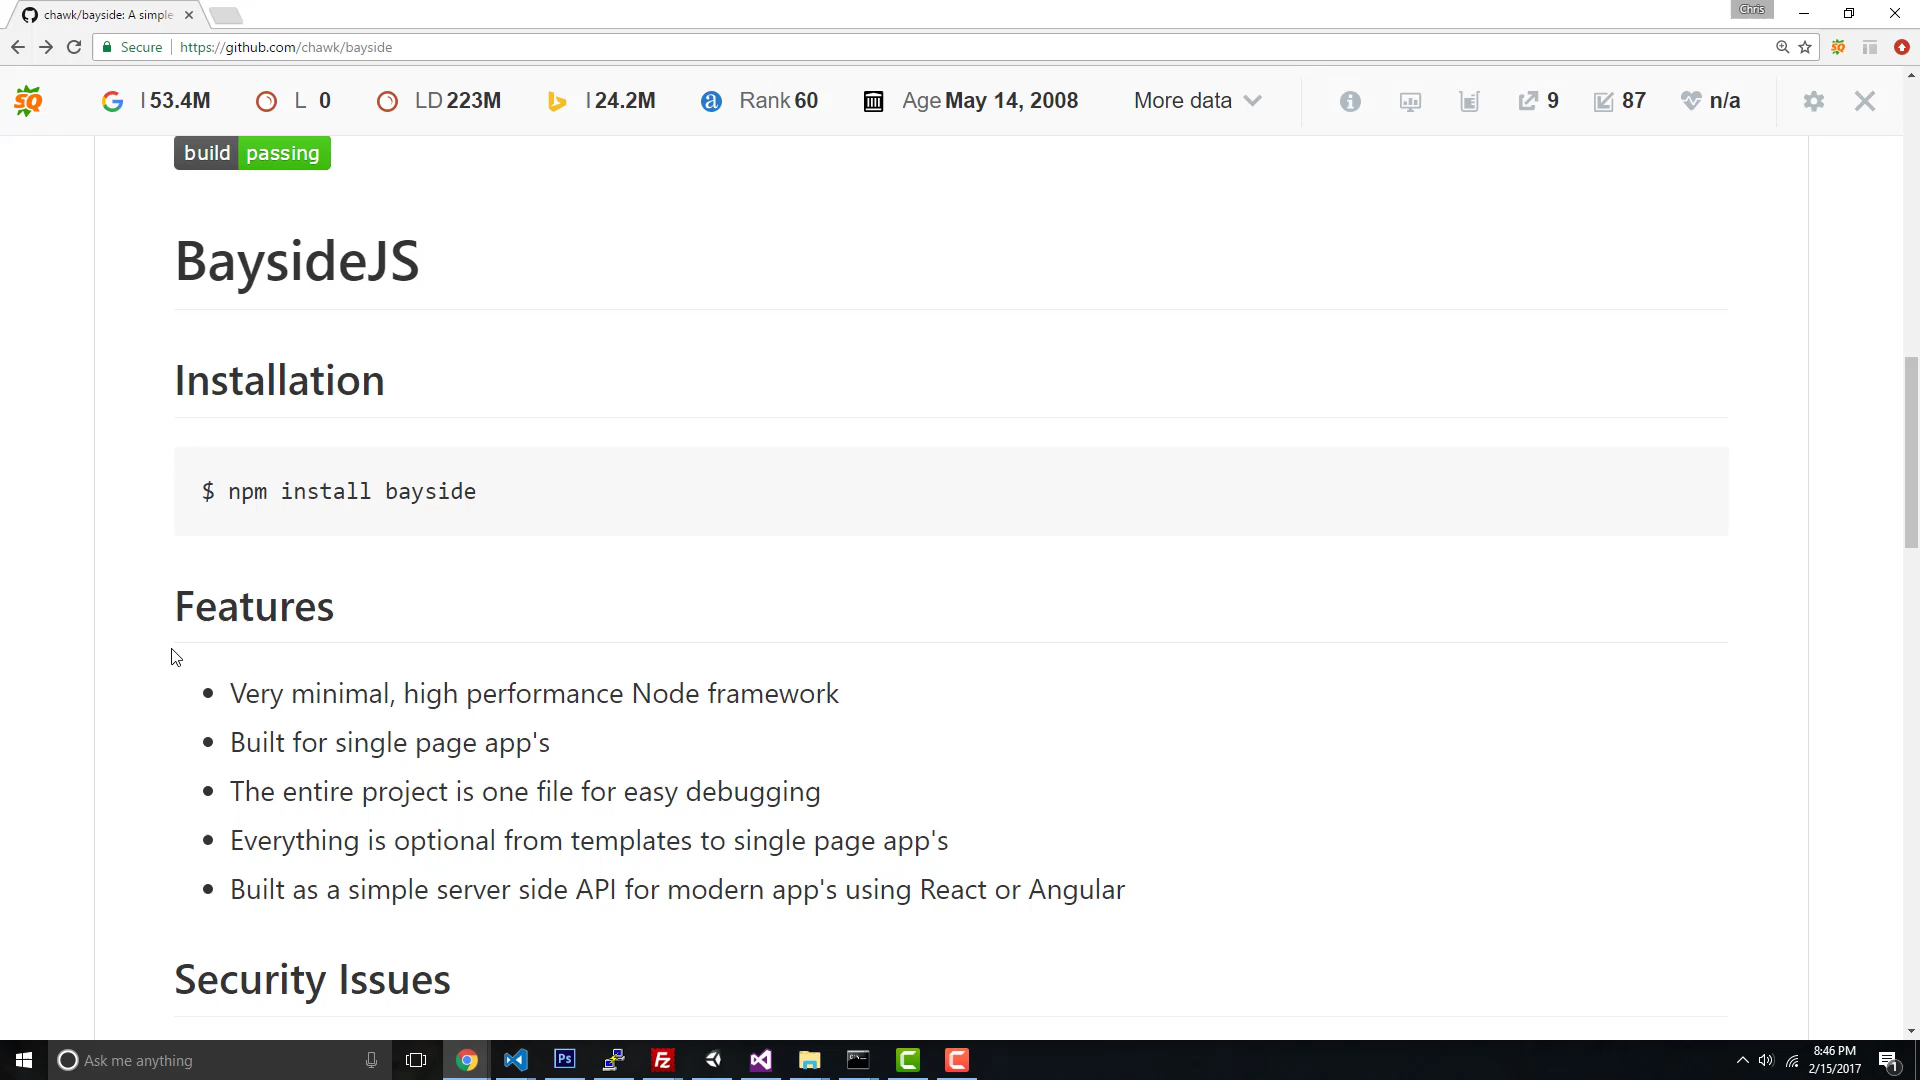 chawk/bayside: A simple
Chris
Secure https://github.com/chawk/bayside
SQ I 53.4M L 0 LD 223M I 24.2M Rank 60 Age May 14, 2008 More data 9 87 n/a
build passing
BaysideJS
Installation
$ npm install bayside
Features
• Very minimal, high performance Node framework
• Built for single page app's
• The entire project is one file for easy debugging
• Everything is optional from templates to single page app's
• Built as a simple server side API for modern app's using React or Angular
Security Issues
Ask me anything
8:46 PM
2/15/2017